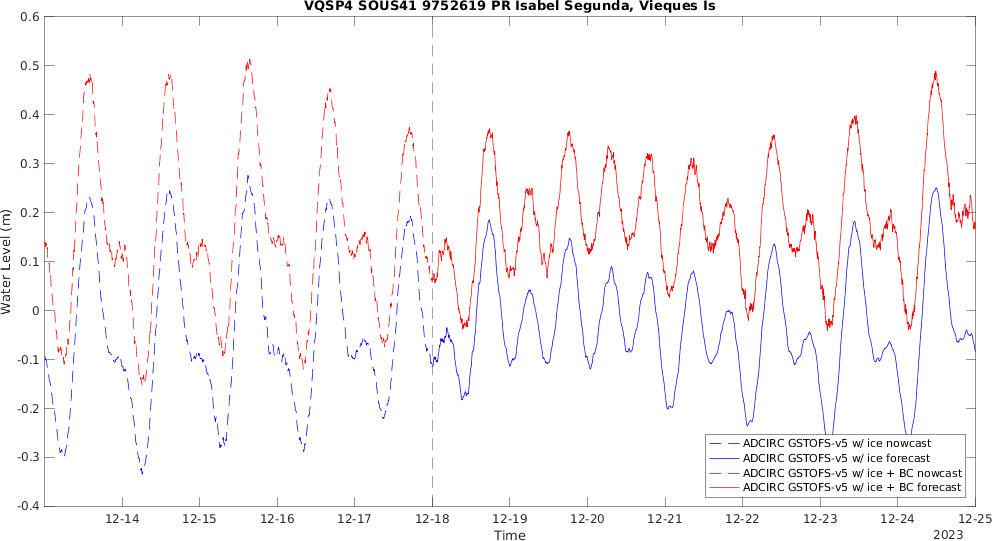 VQSP4 SOUS41 9752619 PR Isabel Segunda, Vieques Is
0.6
0.5
0.4
0.3
0.2
0.1
0
-0.1
-0.2
-0.3
-0.4
Water Level (m)
ADCIRC GSTOFS-v5 w/ ice nowcast
ADCIRC GSTOFS-v5 w/ ice forecast
ADCIRC GSTOFS-v5 w/ ice + BC nowcast
ADCIRC GSTOFS-v5 w/ ice + BC forecast
12-14 12-15 12-16 12-17 12-18 12-19 12-20 12-21 12-22 12-23 12-24 12-25
Time
2023